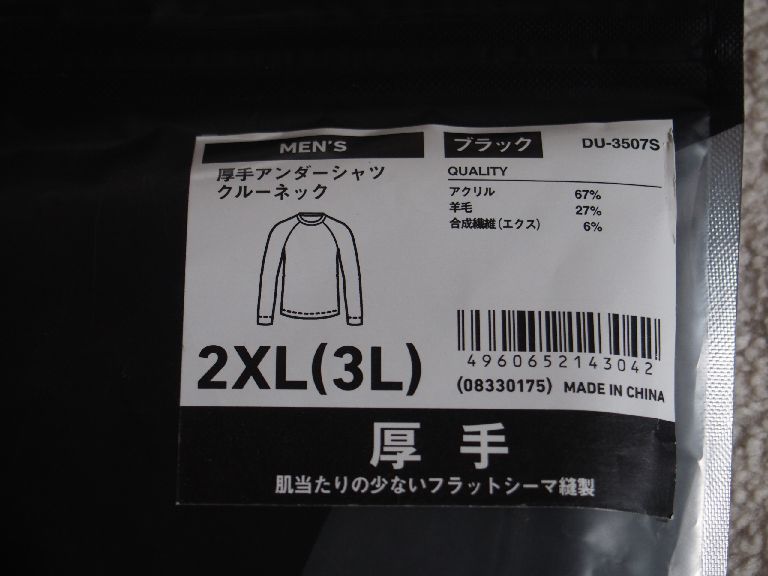 MEN'S
厚手アンダーシャツ
クルーネック
2XL(3L)
ブラック DU-3507S
QUALITY
アクリル 67%
羊毛 27%
合成繊維(エクス) 6%
4960652143042
(08330175) MADE IN CHINA
厚手
肌当たりの少ないフラットシーマ縫製